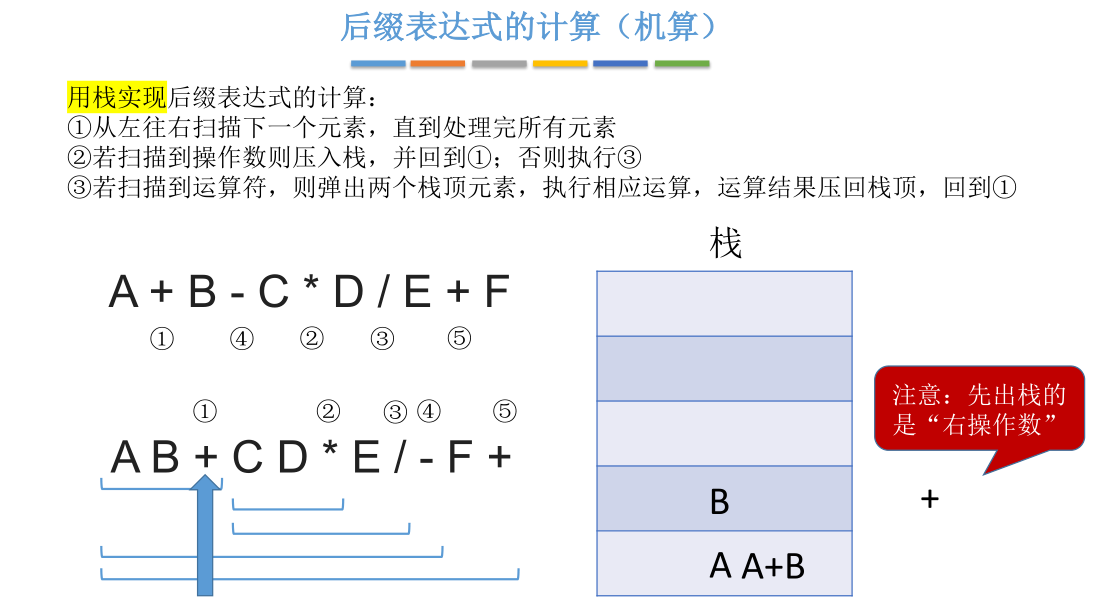 后缀表达式的计算（机算）
用栈实现后缀表达式的计算：
①从左往右扫描下一个元素，直到处理完所有元素
②若扫描到操作数则压入栈，并回到①；否则执行③
③若扫描到运算符，则弹出两个栈顶元素，执行相应运算，运算结果压回栈顶，回到①
栈
A + B - C * D / E + F
① ④ ② ③ ⑤
① ② ③ ④ ⑤
A B + C D * E / - F +
注意：先出栈的
是“右操作数”
B
+
A A+B